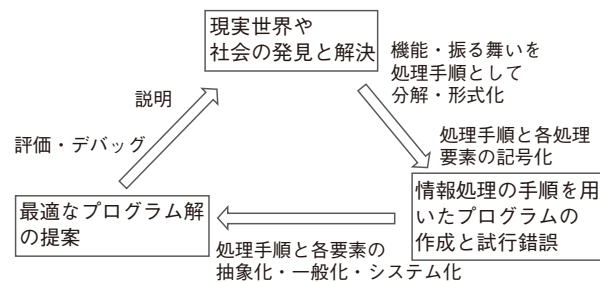 現実世界や
社会の発見と解決
機能・振る舞いを
処理手順として
分解・形式化
説明
評価・デバッグ
処理手順と各処理
要素の記号化
最適なプログラム解
の提案
情報処理の手順を用
いたプログラムの
作成と試行錯誤
処理手順と各要素の
抽象化・一般化・システム化